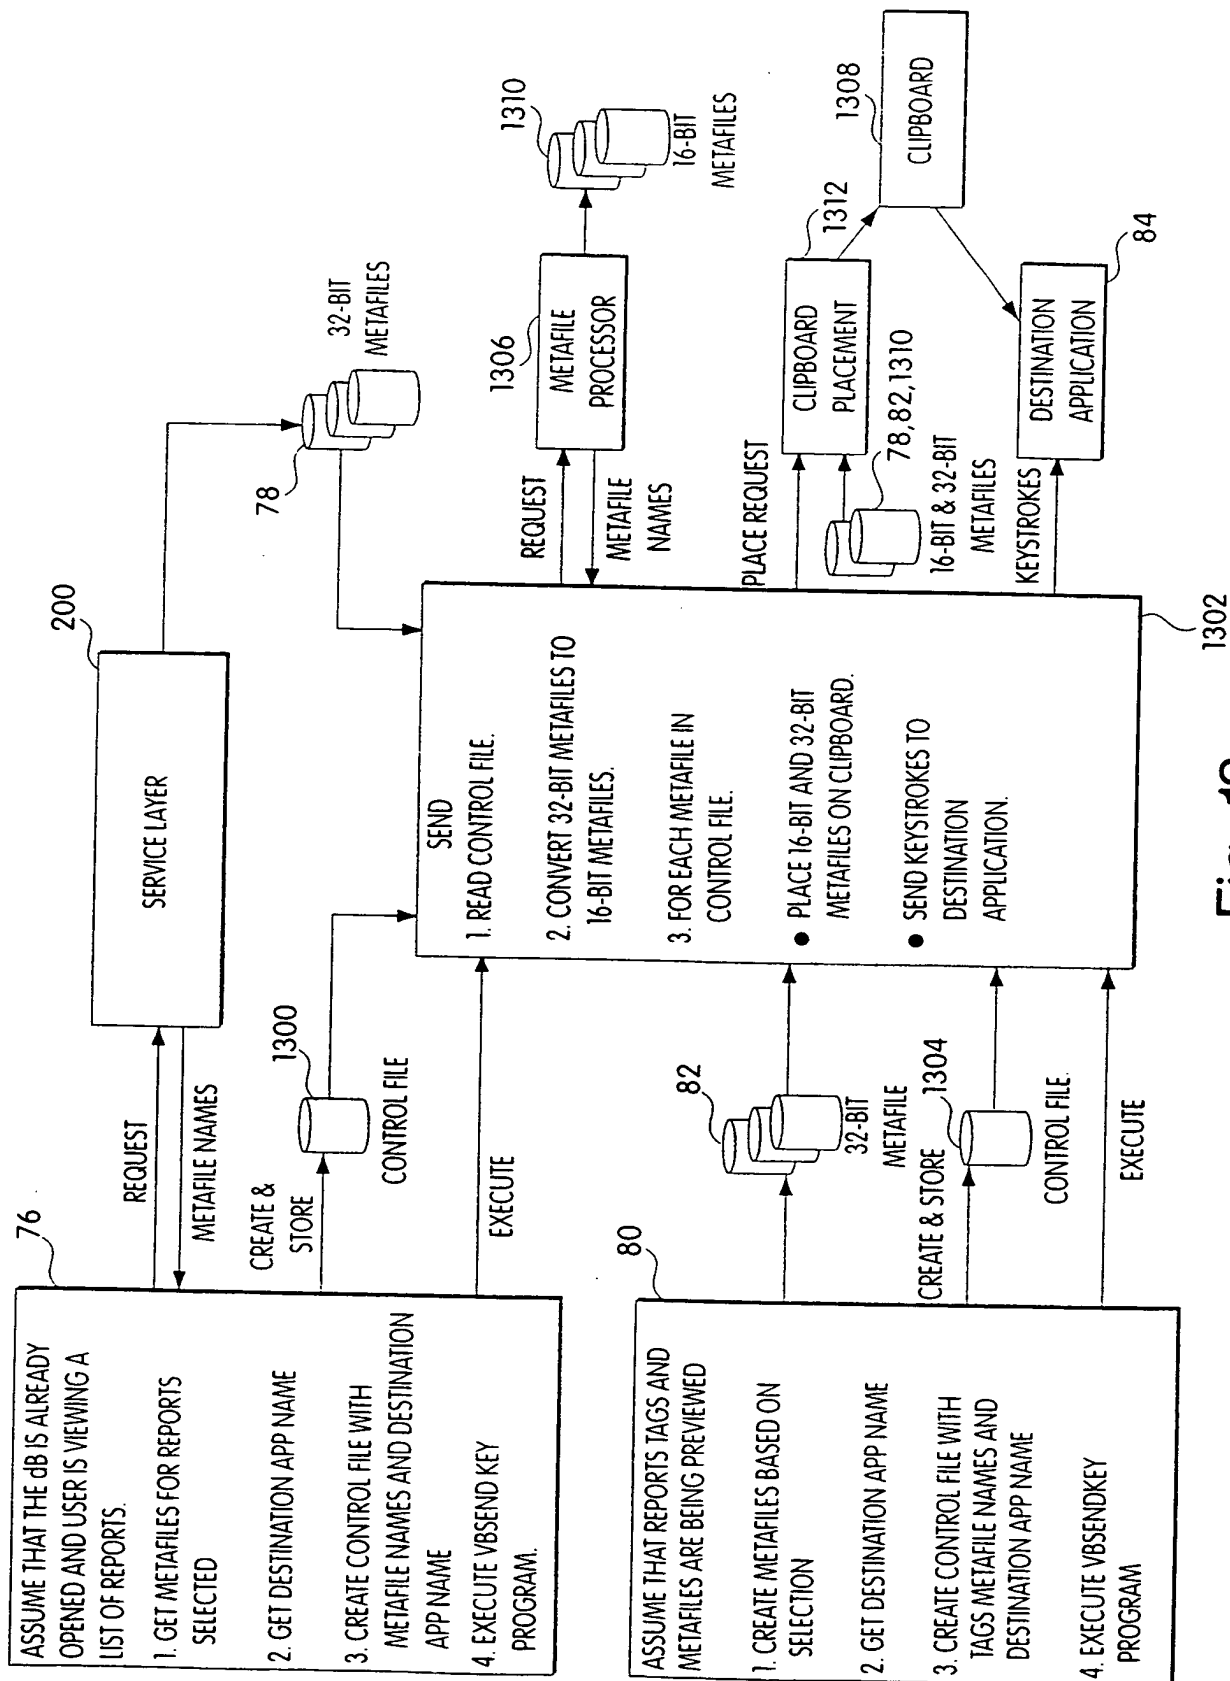 76
ASSUME THAT THE dB IS ALREADY
OPENED AND USER IS VIEWING A
LIST OF REPORTS.
1. GET METAFILES FOR REPORTS
SELECTED
2. GET DESTINATION APP NAME
3. CREATE CONTROL FILE WITH
METAFILE NAMES AND DESTINATION
APP NAME
4. EXECUTE VBSEND KEY
PROGRAM.
REQUEST
METAFILE NAMES
200
SERVICE LAYER
CREATE &
STORE
1300
CONTROL FILE
EXECUTE
78
32-BIT
METAFILES
80
ASSUME THAT REPORTS TAGS AND
METAFILES ARE BEING PREVIEWED
1. CREATE METAFILES BASED ON
SELECTION
2. GET DESTINATION APP NAME
3. CREATE CONTROL FILE WITH
TAGS METAFILE NAMES AND
DESTINATION APP NAME
4. EXECUTE VBSENDKEY
PROGRAM
82
32-BIT
METAFILE
CREATE & STORE
1304
CONTROL FILE.
EXECUTE
SEND
1. READ CONTROL FILE.
2. CONVERT 32-BIT METAFILES TO
16-BIT METAFILES.
3. FOR EACH METAFILE IN
CONTROL FILE.
● PLACE 16-BIT AND 32-BIT
METAFILES ON CLIPBOARD.
● SEND KEYSTROKES TO
DESTINATION
APPLICATION.
1302
REQUEST
METAFILE
NAMES
1306
METAFILE
PROCESSOR
1310
16-BIT
METAFILES
PLACE REQUEST
78,82,1310
16-BIT & 32-BIT
METAFILES
1312
CLIPBOARD
PLACEMENT
1308
CLIPBOARD
KEYSTROKES
84
DESTINATION
APPLICATION